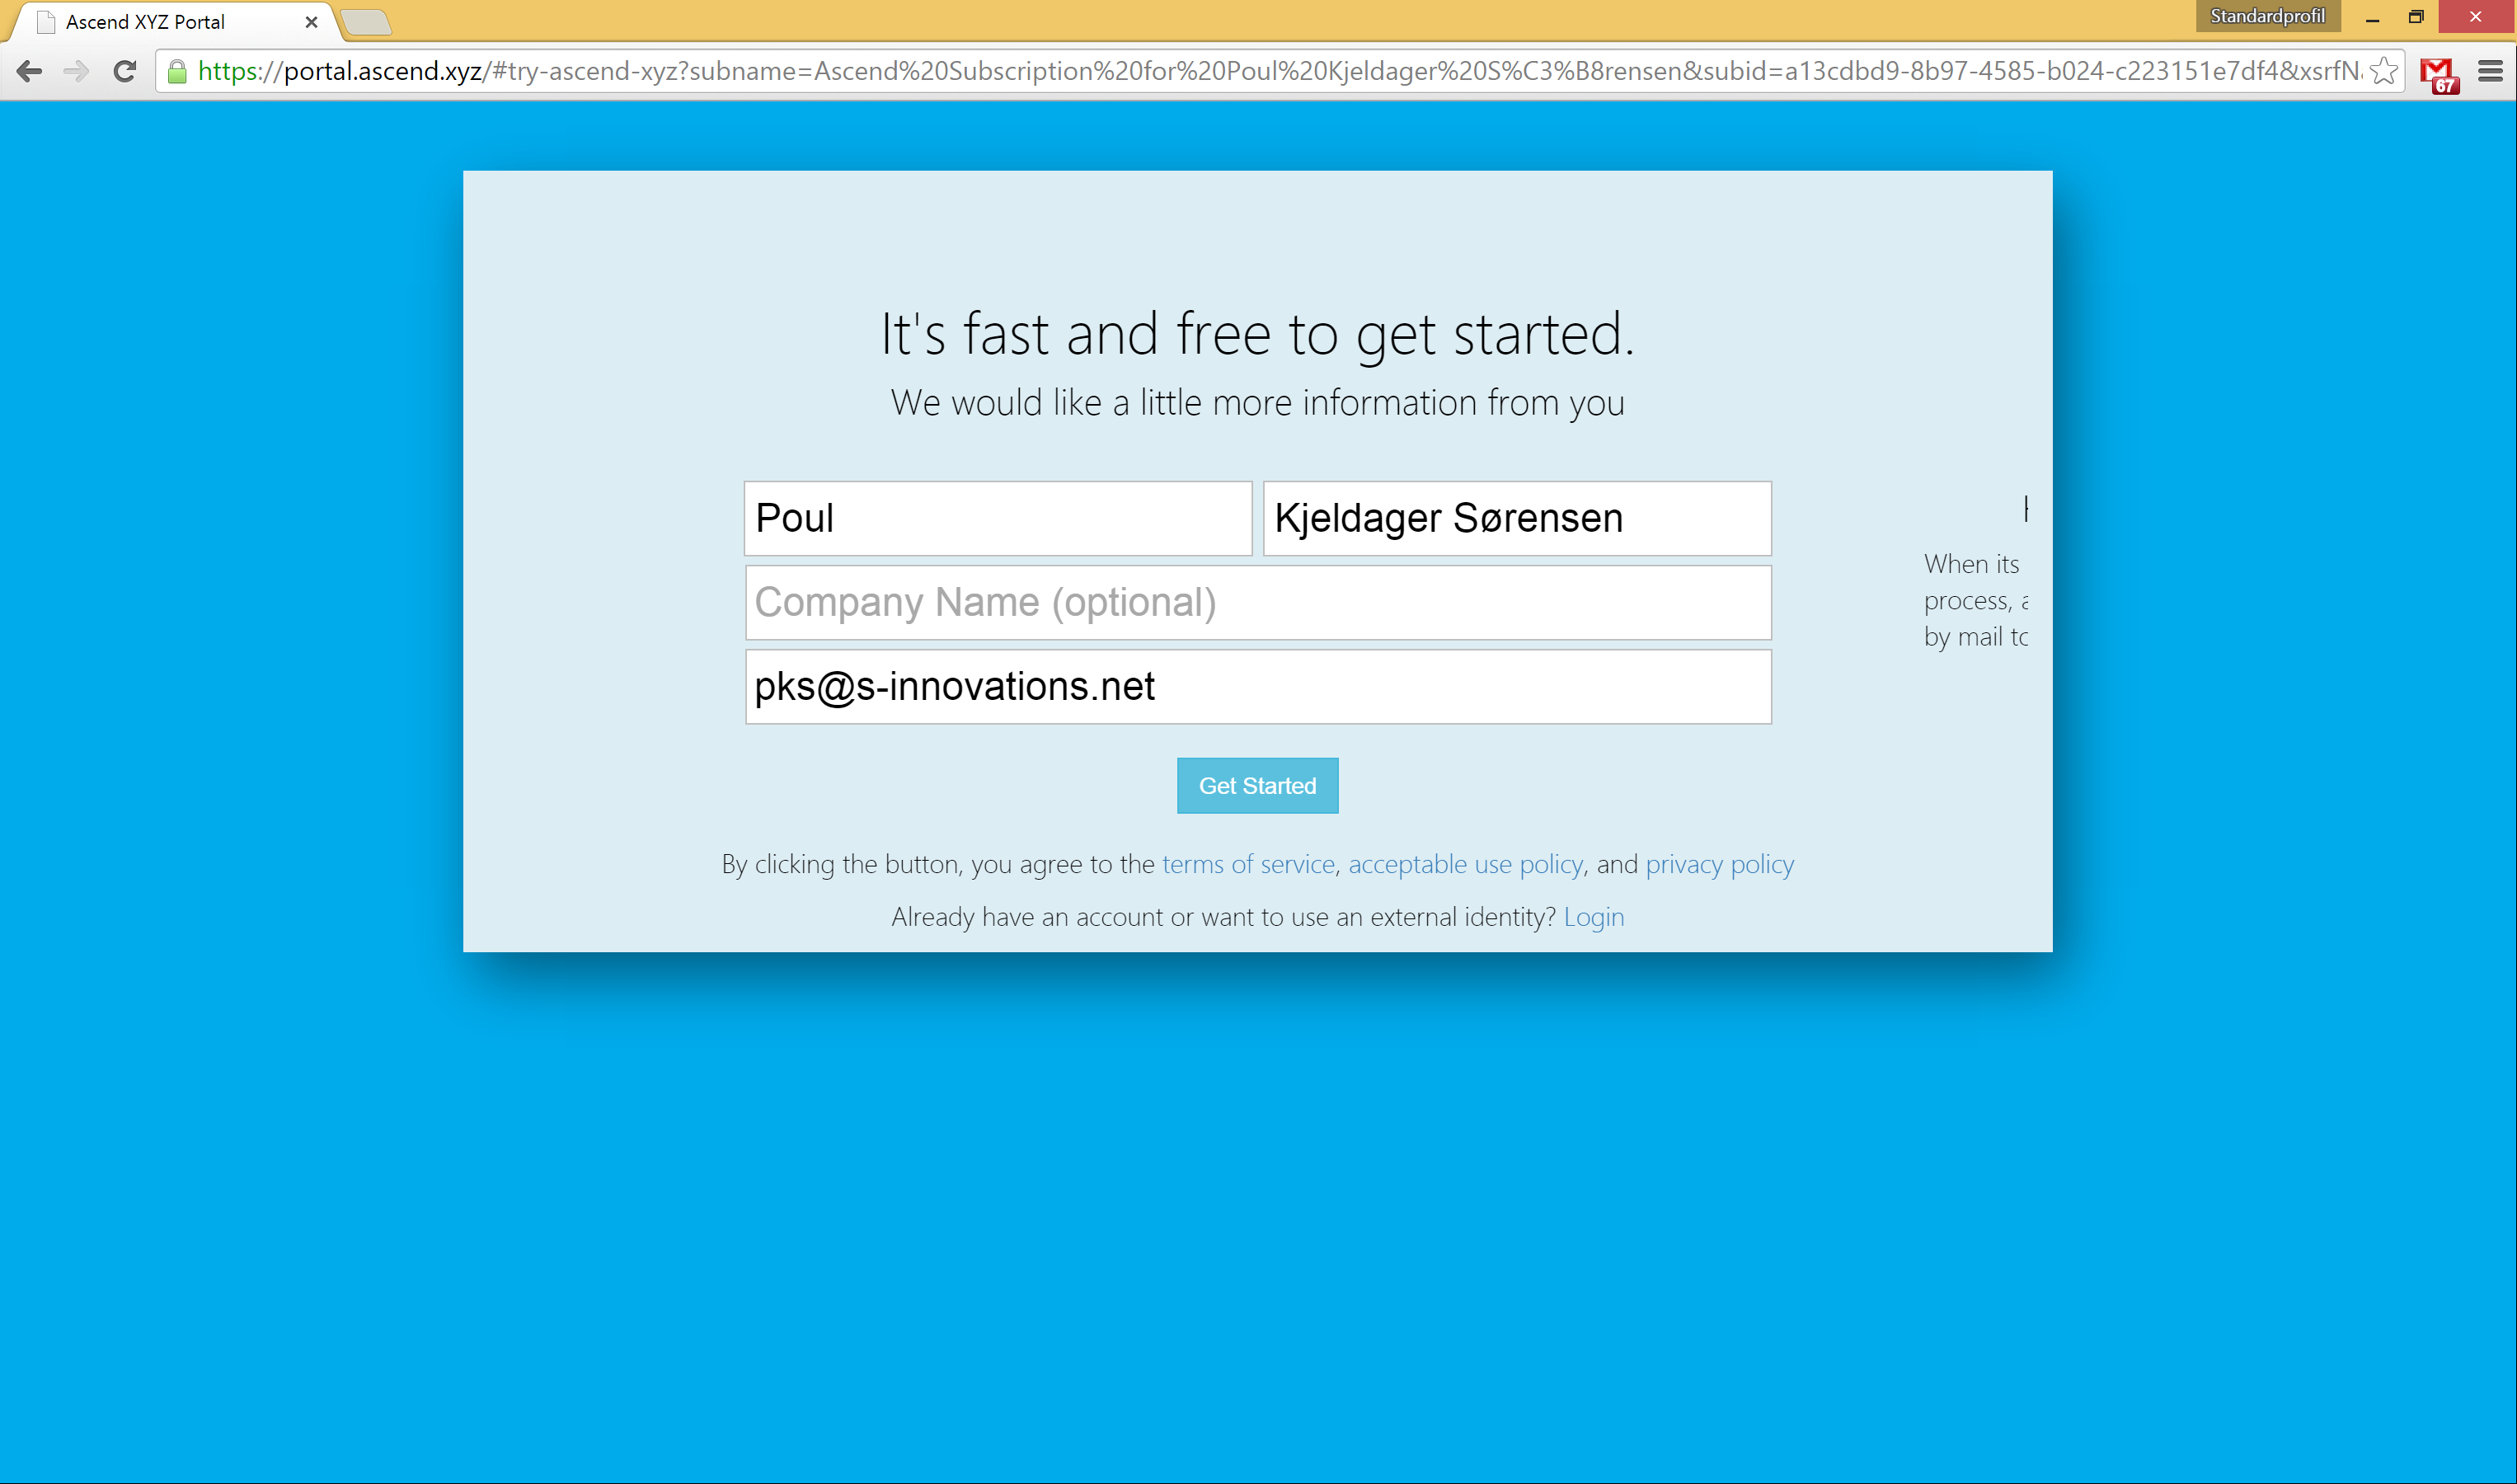 Ascend XYZ Portal
Standardprofil
https://portal.ascend.xyz/#try-ascend-xyz?subname=Ascend%20Subscription%20for%20Poul%20Kjeldager%20S%C3%B8rensen&subid=a13cdbd9-8b97-4585-b024-c223151e7df4&xsrfN
67
It's fast and free to get started.
We would like a little more information from you
Poul
Kjeldager Sørensen
Company Name (optional)
When its
process,
by mail to
pks@s-innovations.net
Get Started
By clicking the button, you agree to the terms of service, acceptable use policy, and privacy policy
Already have an account or want to use an external identity? Login